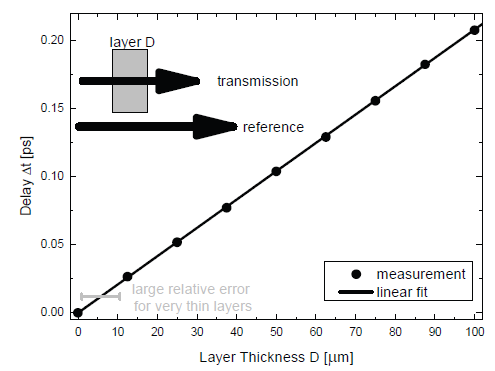 0.20
0.15
0.10
0.05
0.00
Delay Δt [ps]
layer D
transmission
reference
large relative error
for very thin layers
measurement
linear fit
0 10 20 30 40 50 60 70 80 90 100
Layer Thickness D [μm]